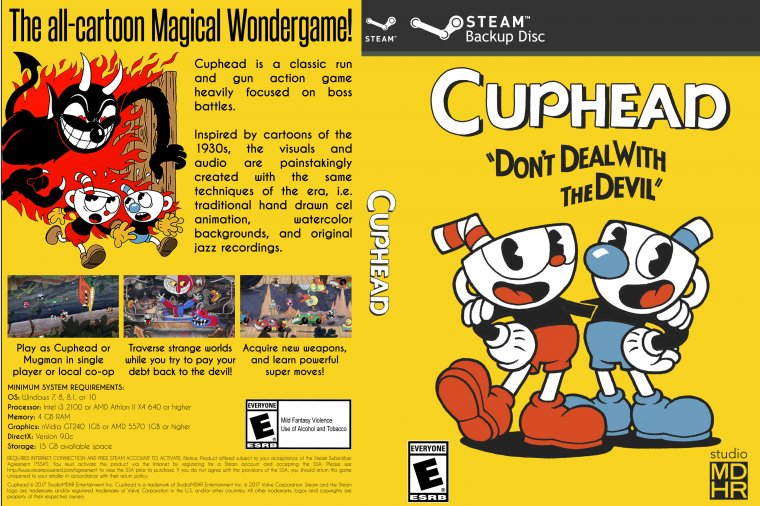 The all-cartoon Magical Wondergame!
Cuphead is a classic run
and gun action game
heavily focused on boss
battles.
Inspired by cartoons of the
1930s, the visuals and
audio are painstakingly
created with the same
techniques of the era, i.e.
traditional hand drawn cel
animation, watercolor
backgrounds, and original
jazz recordings.
Play as Cuphead or
Mugman in single
player or local co-op
Traverse strange worlds
while you try to pay your
debt back to the devil!
Acquire new weapons,
and learn powerful
super moves!
MINIMUM SYSTEM REQUIREMENTS:
OS: Windows 7, 8, 8.1, or 10
Processor: Intel i3 2100 or AMD Athlon II X4 640 or higher
Memory: 4 GB RAM
Graphics: nVidia GT240 1GB or AMD 5570 1GB or higher
DirectX: Version 9.0c
Storage: 15 GB available space
EVERYONE
E
ESRB
Mild Fantasy Violence
Use of Alcohol and Tobacco
REQUIRES INTERNET CONNECTION AND FREE STEAM ACCOUNT TO ACTIVATE. Notice: Product offered subject to your acceptance of the Steam Subscriber
Agreement ("SSA"). You must activate this product via the Internet by registering for a Steam account and accepting the SSA. Please see
http://www.steampowered.com/agreement to view the SSA prior to purchase. If you do not agree with the provisions of the SSA, you should return this game
unopened to your retailer in accordance with their return policy.
Cuphead © 2017 StudioMDHR Entertainment Inc. Cuphead is a trademark of StudioMDHR Entertainment Inc. © 2017 Valve Corporation. Steam and the Steam
logo are trademarks and/or registered trademarks of Valve Corporation in the U.S. and/or other countries. All other trademarks, logos and copyrights are
property of their respective owners.
STEAM™
CUPHEAD
STEAM™
Backup Disc
CUPHEAD
"DON'T DEAL WITH
THE DEVIL"
EVERYONE
E
ESRB
studio
MD
HR